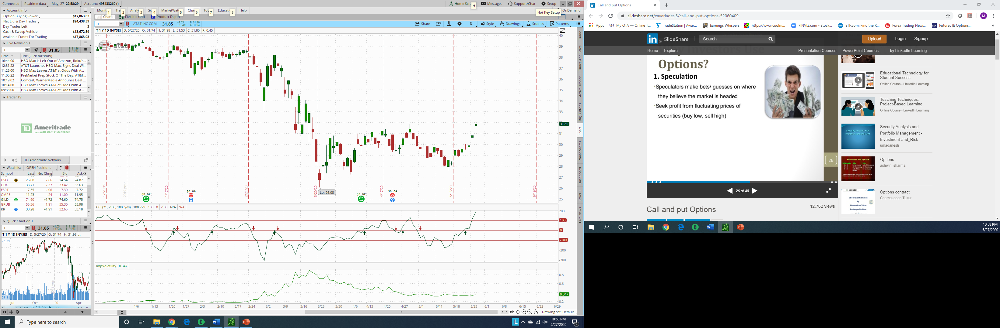 Connected Realtime data May, 27 22:58:29 Account: 495433260 () Home Scre H Messages Support/Chat Setup
Account Info
Option Buying Power $17,863.03
Net Liq & Day Trades $24,438.59
Day Trades Left 3
Cash & Sweep Vehicle $13,672.59
Available Funds For Trading $17,863.03
Live News on T
T 1 31.85 B: 31.86 A: 31.94
Time Title (Click for story)
16:44:00 HBO Max Is Left Out of Amazon, Roku's...
12:31:22 AT&T Launches HBO Max, Signs Deal Wi...
11:26:00 HBO Max Leaves AT&T at Odds With A...
11:05:22 PreMarket Prep Stock Of The Day: AT&T...
10:19:02 Comcast, WarnerMedia Announce Deal ...
10:14:00 HBO Max Leaves AT&T at Odds With A...
09:33:00 HBO Max Leaves AT&T at Odds With A...
Trader TV
TD Ameritrade
NETWORK
TD Ameritrade Network
Watchlist OPEN Positions 1
Symbol Last Net Chng Bid Ask
USO 25.00 -.66 24.54 24.87
GDX 33.71 -.37 33.42 33.63
ESRT 7.35 -.06 7.30 7.72
GMRE 11.23 -.24 11.00 11.95
GILD 74.90 +1.72 74.60 74.75
GRUB 55.36 -1.91 55.30 55.98
KR 33.28 +1.91 32.65 33.18
Quick Chart on T
T 1 31.85 +1.03 +3.34% B: 31.86 A: 31.94
T 1 Y 1D [NYSE] D: 5/27/20 O: 31.74 H: 31.98 ..
40.27
2019 year
25.51
Jul Oct 20 Apr
Drawing set: Default
Monit 1 Tra 2 Analy 3 Sc 4 MarketWat 5 Cha 6 Too 7 Educati 8 Help OnDemand
Hot Key Setup
Charts Flexible Grid Product Depth
T 1 AT&T INC COM 31.85 +1.03 +3.34% B: 31.86 A: 31.94 Share D Style Drawings Studies Patterns
T 1 Y 1D [NYSE] D: 5/27/20 O: 31.74 H: 31.98 L: 31.53 C: 31.85 R: 0.45
at&t
40
39
38
37
36
35
34
33
31.85
31
30
29
28
27
26
25
12/20/19 2019 year 1/17/20 2/21/20 3/20/20 4/17/20 5/15/20 6/19/20
Lo: 26.08
$0.52 $0.89 $0.52 $0.84
CCI (21, -100, 100, yes) 188.729 100 0 -100 N/A N/A
200
100
0
-100
-200
-300
ImpVolatility 0.347
0.8
0.6
0.347
0.2
1/6 1/13 1/20 1/27 2/3 2/10 2/17 2/24 3/2 3/9 3/16 3/23 3/30 4/6 4/13 4/20 4/27 5/4 5/11 5/18 5/25 6/1 6/8 6/15 6/22 6/29
Drawing set: Default
Trade
Times And Sales
Active Trader
Big Buttons
Chart
Phase Scores
Dashboard
Level II
Live News
Type here to search
L
10:58 PM
5/27/2020
2
Call and put Options
slideshare.net/xaveriadesi3/call-and-put-options-52060409
M
Apps My OTA — Online T... TradeStation | Awar... Earnings Whispers https://www.coolm... FINVIZ.com - Stock... ETF.com: Find the R... Forex Trading News... Futures & Options...
in SlideShare Search Upload Login Signup
Home Explore Presentation Courses PowerPoint Courses by LinkedIn Learning
Options?
1. Speculation
Speculators make bets/ guesses on where
they believe the market is headed
Seek profit from fluctuating prices of
securities (buy low, sell high)
26
26 of 48
Call and put Options
12,762 views
Educational Technology for
Student Success
Online Course - LinkedIn Learning
Teaching Techniques:
Project-Based Learning
Online Course - LinkedIn Learning
Security Analysis and
Portfolio Management -
Investment-and_Risk
umaganesh
Moniness and Options
Options
ashwin_sharma
OPTIONS CONTRACTS
By
Shamsudeen Tukur
Exchanges Division
Options contract
Shamsudeen Tukur
10:58 PM
5/27/2020